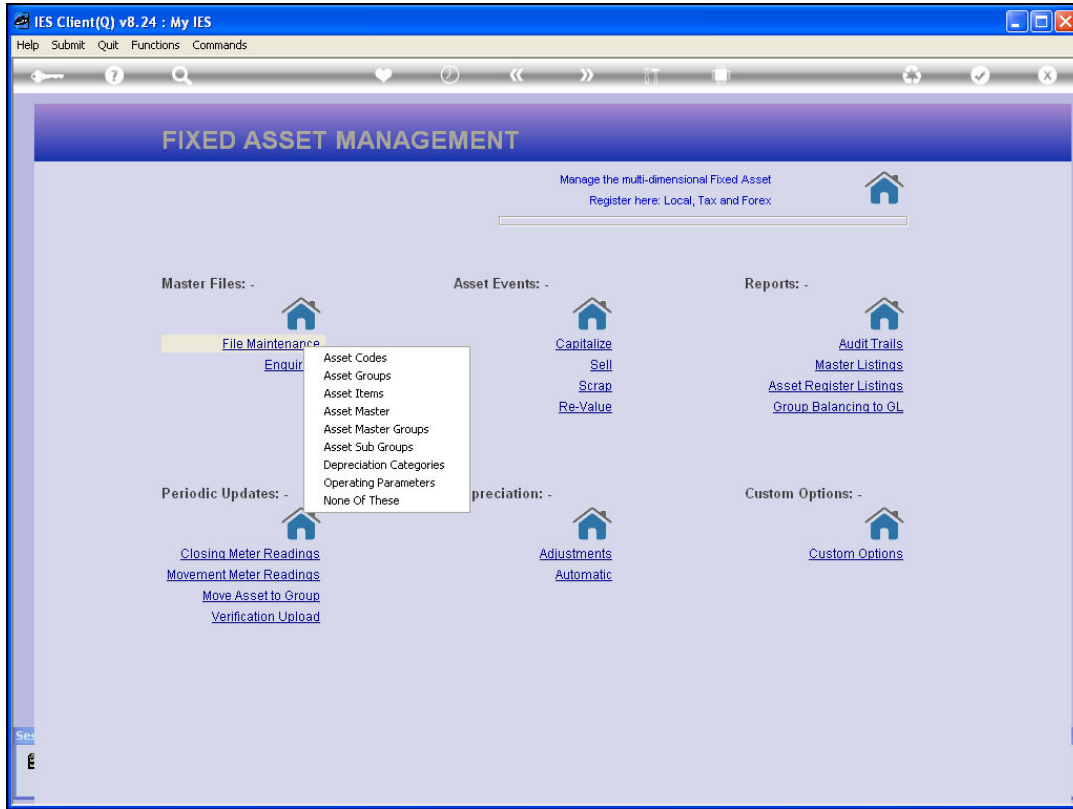 IES Client(Q) v8.24 : My IES
Help Submit Quit Functions Commands
FIXED ASSET MANAGEMENT
Manage the multi-dimensional Fixed Asset
Register here: Local, Tax and Forex
Master Files: -
File Maintenance
Enquir
Asset Codes
Asset Groups
Asset Items
Asset Master
Asset Master Groups
Asset Sub Groups
Depreciation Categories
Operating Parameters
None Of These
Asset Events: -
Capitalize
Sell
Scrap
Re-Value
Reports: -
Audit Trails
Master Listings
Asset Register Listings
Group Balancing to GL
Periodic Updates: -
Closing Meter Readings
Movement Meter Readings
Move Asset to Group
Verification Upload
preciation: -
Adjustments
Automatic
Custom Options: -
Custom Options
Ses